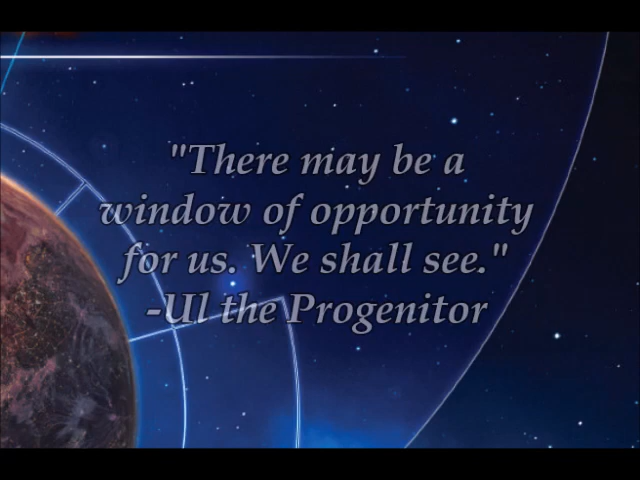 "There may be a
window of opportunity
for us. We shall see."
-Ul the Progenitor